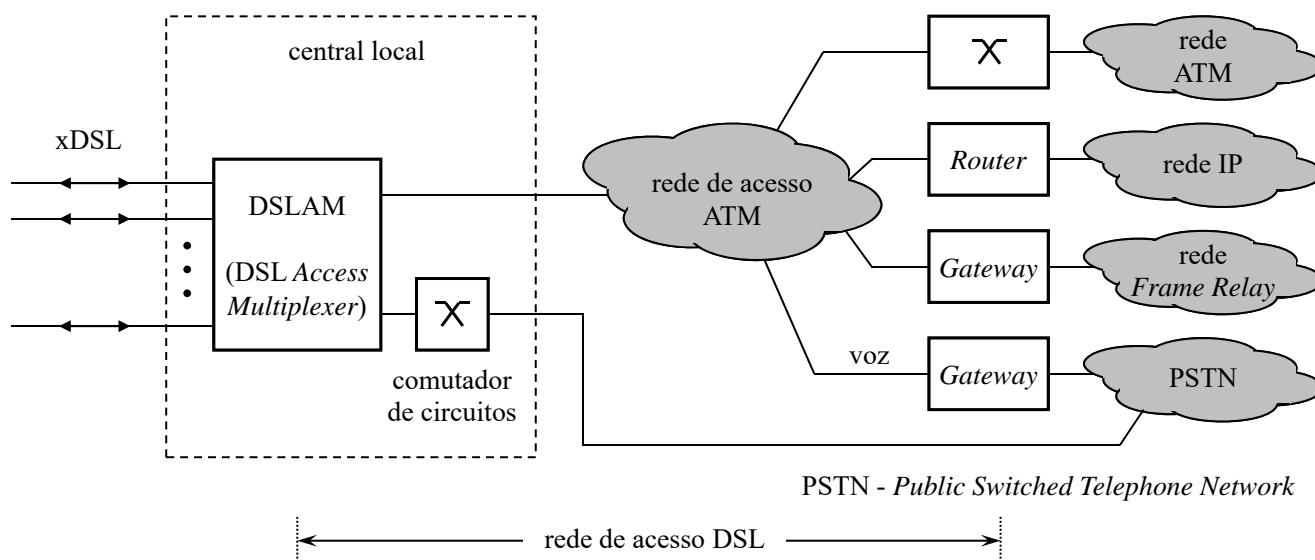 central local
xDSL
DSLAM
(DSL Access
Multiplexer)
comutador
de circuitos
rede de acesso
ATM
rede
ATM
Router
rede IP
Gateway
rede
Frame Relay
voz
Gateway
PSTN
PSTN - Public Switched Telephone Network
rede de acesso DSL